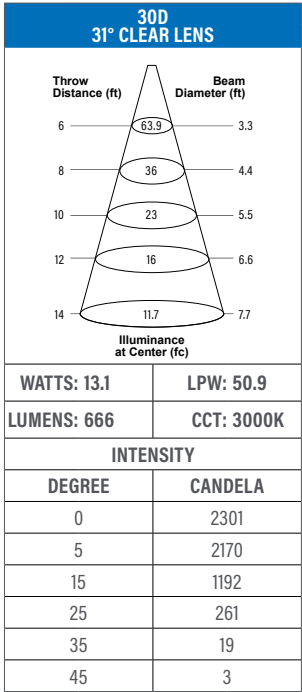 30D
31° CLEAR LENS
Throw Beam
Distance (ft) Diameter (ft)
6 63.9 3.3
8 36 4.4
10 23 5.5
12 16 6.6
14 11.7 7.7
Illuminance
at Center (fc)
WATTS: 13.1 LPW: 50.9
LUMENS: 666 CCT: 3000K
INTENSITY
DEGREE CANDELA
0 2301
5 2170
15 1192
25 261
35 19
45 3